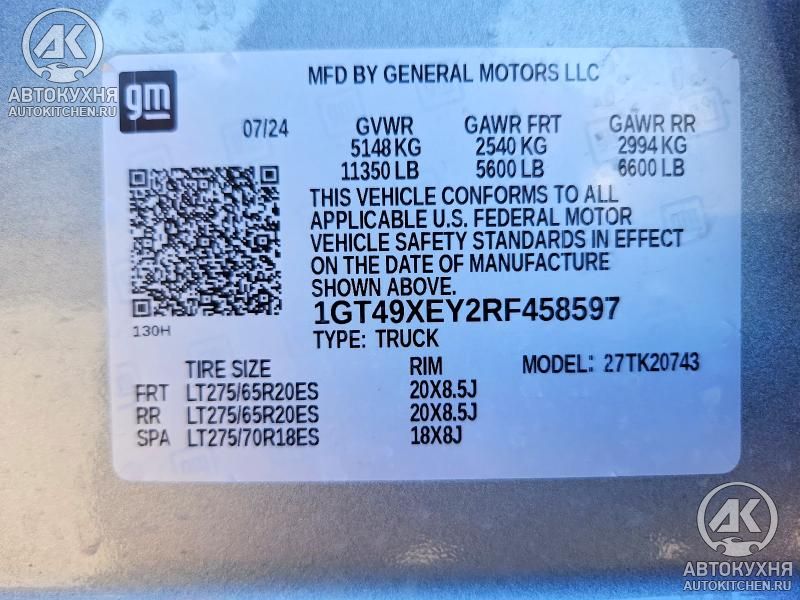 АВТОКУХНЯ
AUTOKITCHEN.RU
gm
MFD BY GENERAL MOTORS LLC
07/24 GVWR GAWR FRT GAWR RR
5148 KG 2540 KG 2994 KG
11350 LB 5600 LB 6600 LB
THIS VEHICLE CONFORMS TO ALL
APPLICABLE U.S. FEDERAL MOTOR
VEHICLE SAFETY STANDARDS IN EFFECT
ON THE DATE OF MANUFACTURE
SHOWN ABOVE.
1GT49XEY2RF458597
130H
TYPE: TRUCK
TIRE SIZE RIM MODEL: 27TK20743
FRT LT275/65R20ES 20X8.5J
RR LT275/65R20ES 20X8.5J
SPA LT275/70R18ES 18X8J
АК
АВТОКУХНЯ
AUTOKITCHEN.RU